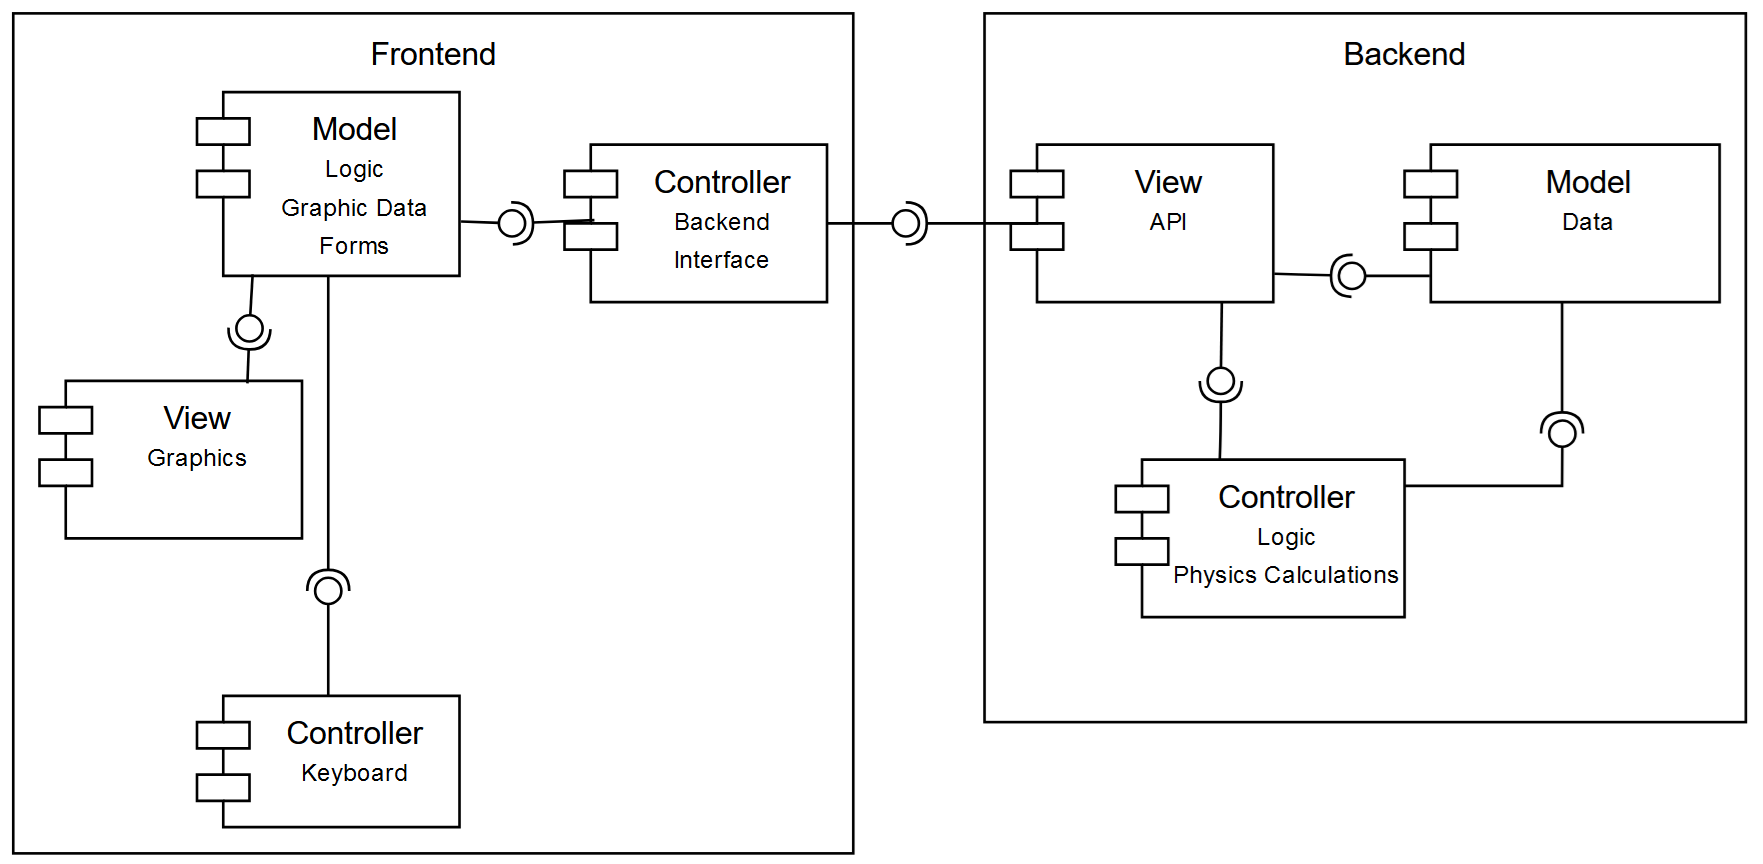 Frontend
Model
Logic
Graphic Data
Forms
Controller
Backend
Interface
View
Graphics
Controller
Keyboard
Backend
View
API
Model
Data
Controller
Logic
Physics Calculations